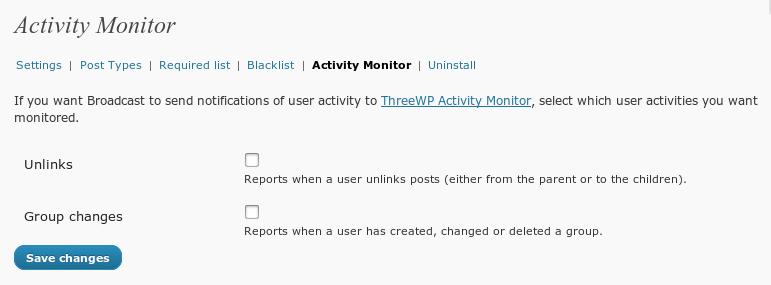 Activity Monitor
Settings | Post Types | Required list | Blacklist | Activity Monitor | Uninstall
If you want Broadcast to send notifications of user activity to ThreeWP Activity Monitor, select which user activities you want
monitored.
Unlinks
Reports when a user unlinks posts (either from the parent or to the children).
Group changes
Reports when a user has created, changed or deleted a group.
Save changes